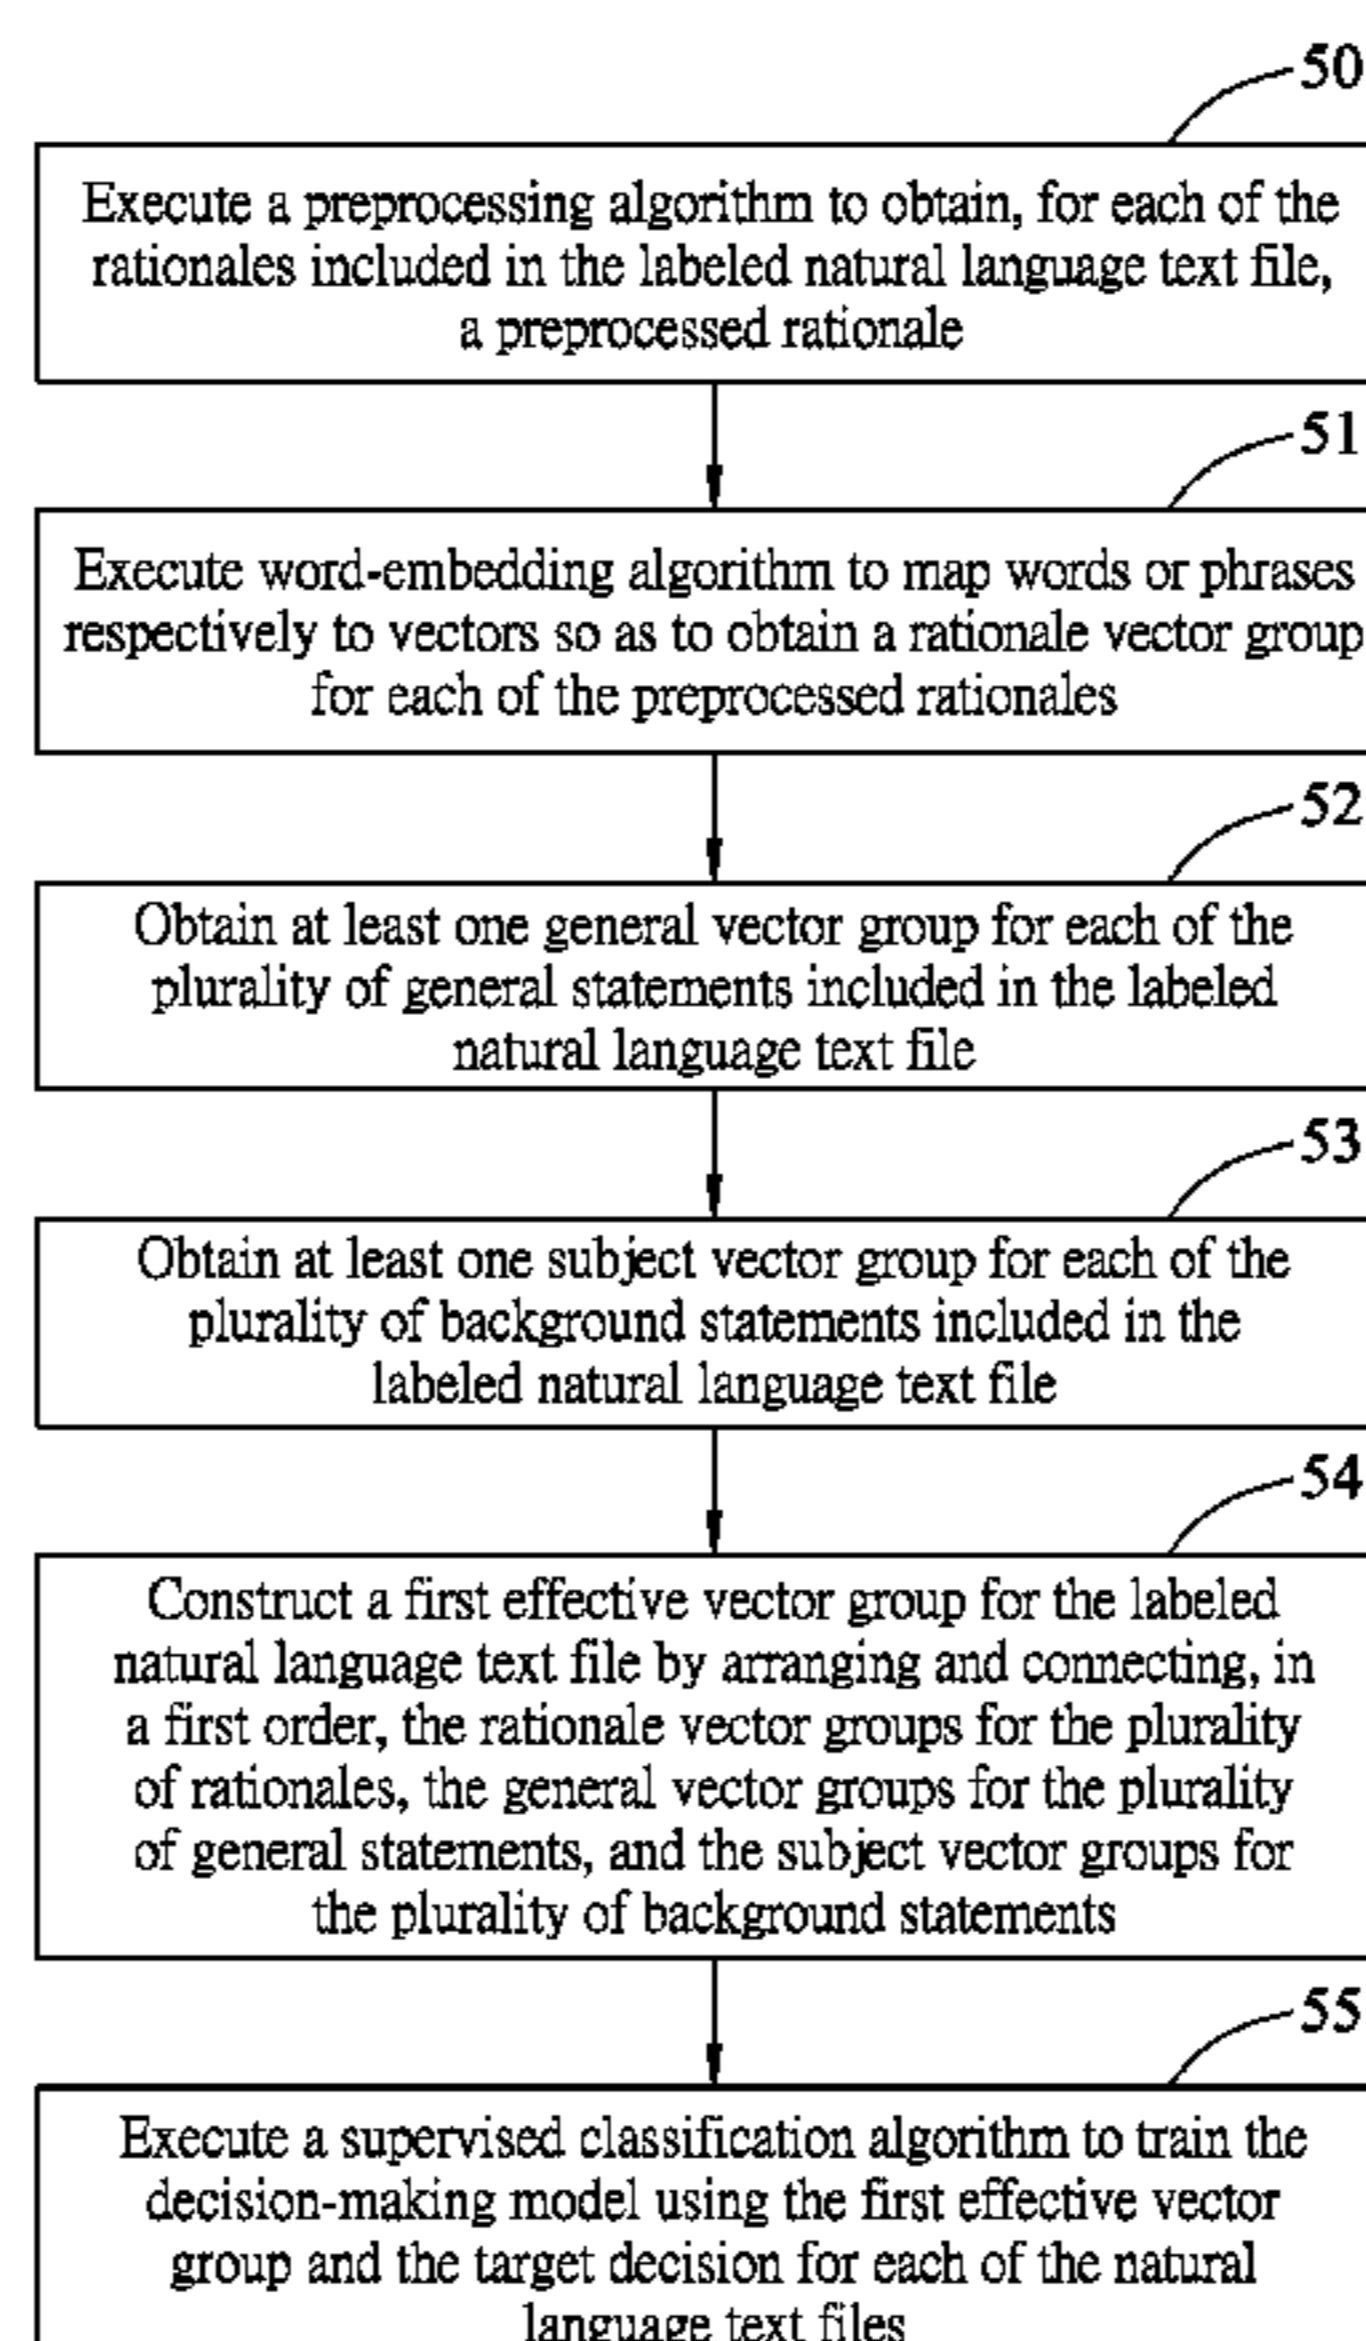 50
Execute a preprocessing algorithm to obtain, for each of the
rationales included in the labeled natural language text file,
a preprocessed rationale
51
Execute word-embedding algorithm to map words or phrases
respectively to vectors so as to obtain a rationale vector group
for each of the preprocessed rationales
52
Obtain at least one general vector group for each of the
plurality of general statements included in the labeled
natural language text file
53
Obtain at least one subject vector group for each of the
plurality of background statements included in the
labeled natural language text file
54
Construct a first effective vector group for the labeled
natural language text file by arranging and connecting, in
a first order, the rationale vector groups for the plurality
of rationales, the general vector groups for the plurality
of general statements, and the subject vector groups for
the plurality of background statements
55
Execute a supervised classification algorithm to train the
decision-making model using the first effective vector
group and the target decision for each of the natural
language text files